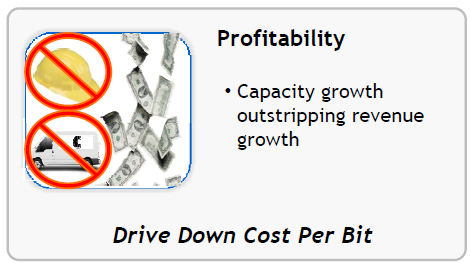 Profitability
• Capacity growth
outstripping revenue
growth
Drive Down Cost Per Bit